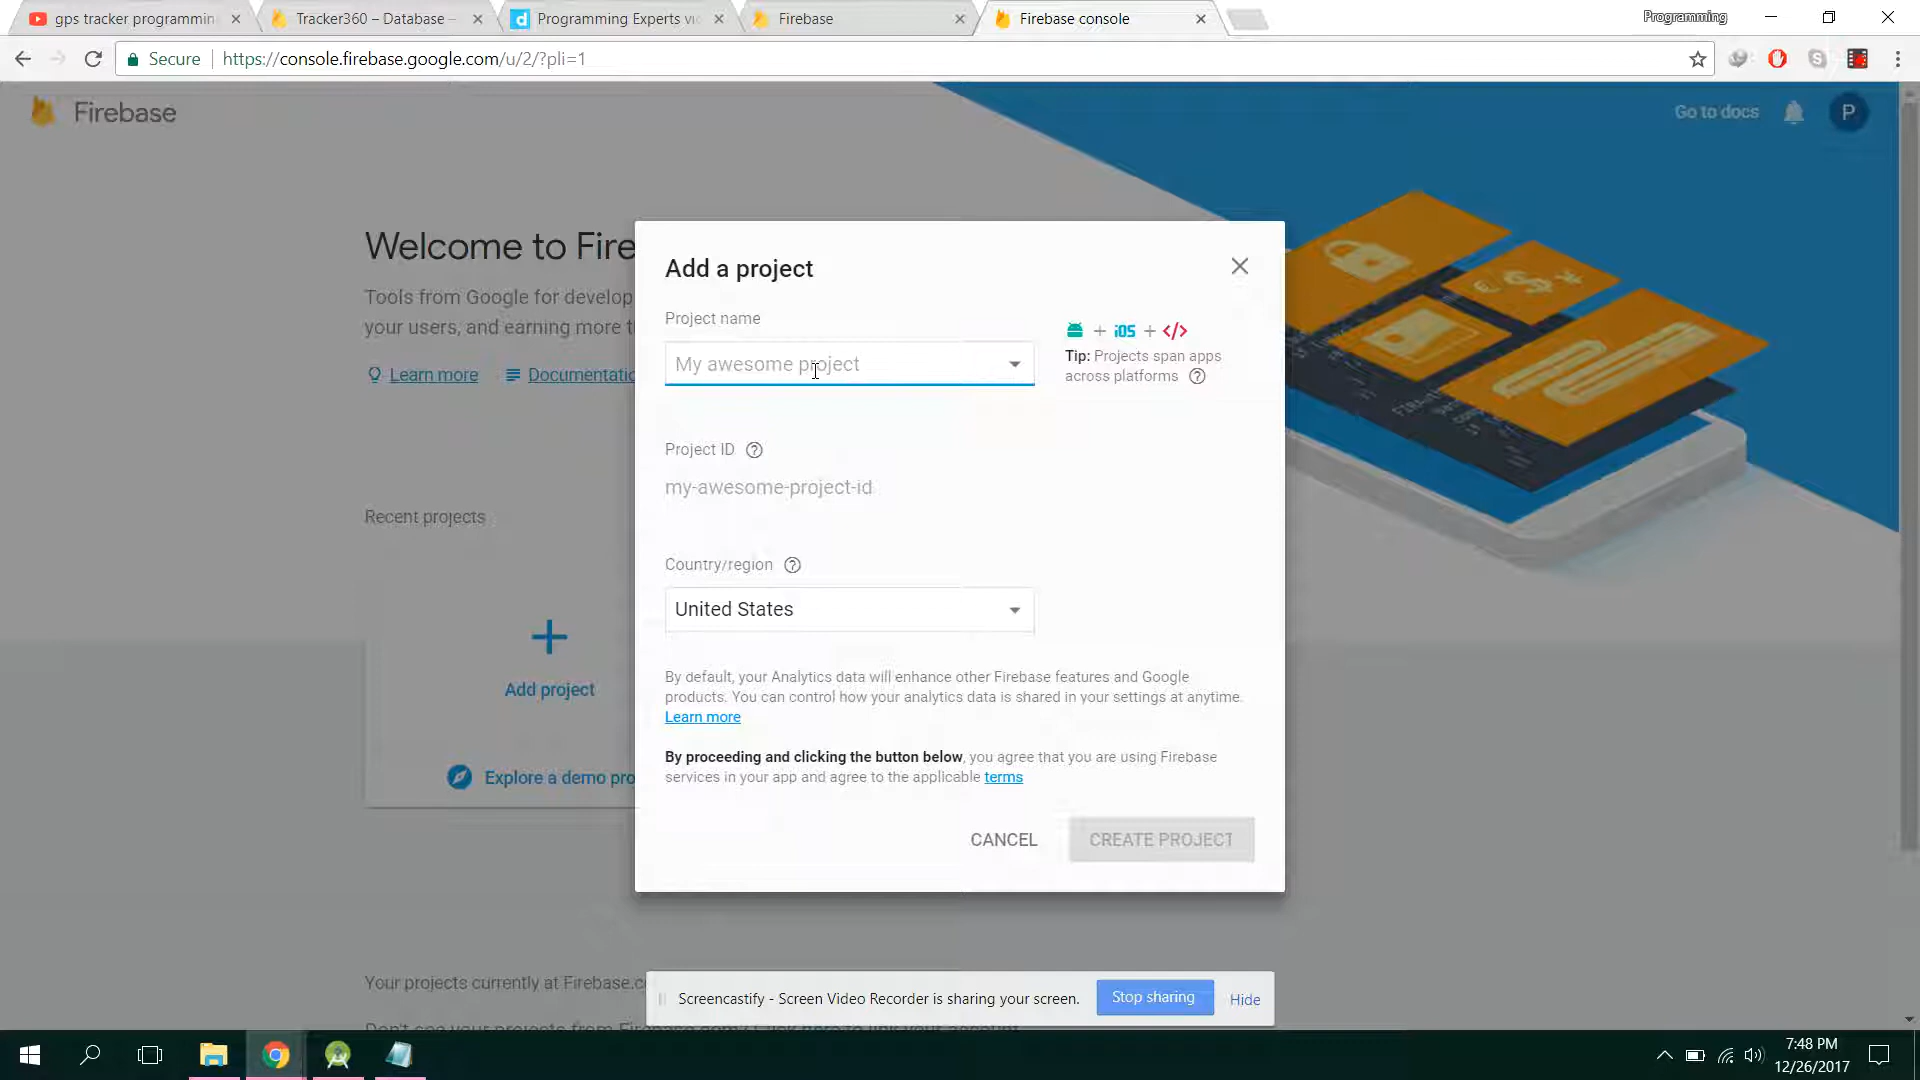 gps tracker programmin
Tracker360 – Database –
Programming Experts vi
Firebase
Firebase console
Programming
Secure
https://console.firebase.google.com/u/2/?pli=1
Firebase
Go to docs
P
Welcome to Fire
Tools from Google for develop
your users, and earning more t
Learn more
Documentatio
Recent projects
Add project
Explore a demo pro
Add a project
Project name
My awesome project
+ iOS + </>
Tip: Projects span apps
across platforms
Project ID
my-awesome-project-id
Country/region
United States
By default, your Analytics data will enhance other Firebase features and Google
products. You can control how your analytics data is shared in your settings at anytime.
Learn more
By proceeding and clicking the button below, you agree that you are using Firebase
services in your app and agree to the applicable terms
CANCEL
CREATE PROJECT
Your projects currently at Firebase.c
Screencastify - Screen Video Recorder is sharing your screen.
Stop sharing
Hide
7:48 PM
12/26/2017